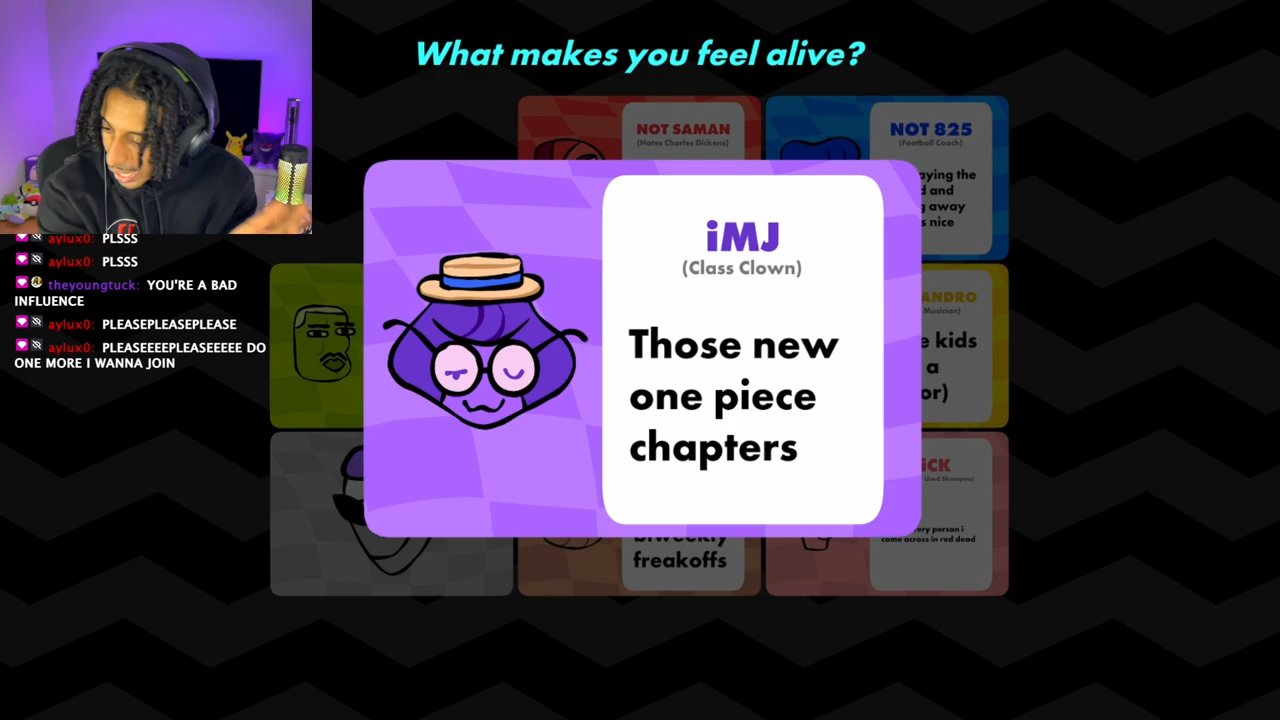 What makes you feel alive?
NOT SAMAN
(Hates Charles Dickens)
NOT 825
(Football Coach)
aying the
and
away
s nice
iMJ
(Class Clown)
Those new
one piece
chapters
ANDRO
Musician)
e kids
a
or)
iCK
Used Shampoo)
ery person i
come across in red dead
biweekly
freakoffs
aylux0: PLSSS
aylux0: PLSSS
theyoungtuck: YOU'RE A BAD
INFLUENCE
aylux0: PLEASEPLEASEPLEASE
aylux0: PLEASEEEEPLEASEEEEE DO
ONE MORE I WANNA JOIN